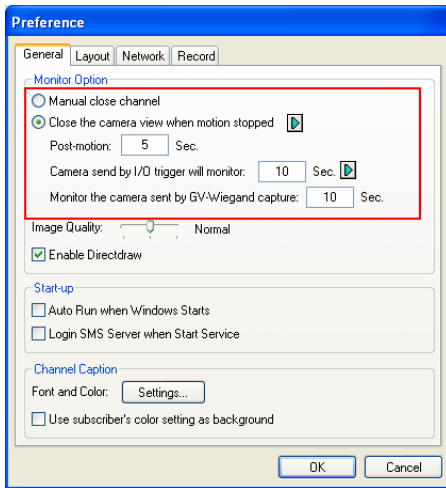 Preference
General Layout Network Record
Monitor Option
Manual close channel
Close the camera view when motion stopped
Post-motion: 5 Sec.
Camera send by I/O trigger will monitor: 10 Sec.
Monitor the camera sent by GV-Wiegand capture: 10 Sec.
Image Quality: Normal
Enable Directdraw
Start-up
Auto Run when Windows Starts
Login SMS Server when Start Service
Channel Caption
Font and Color: Settings...
Use subscriber's color setting as background
OK Cancel